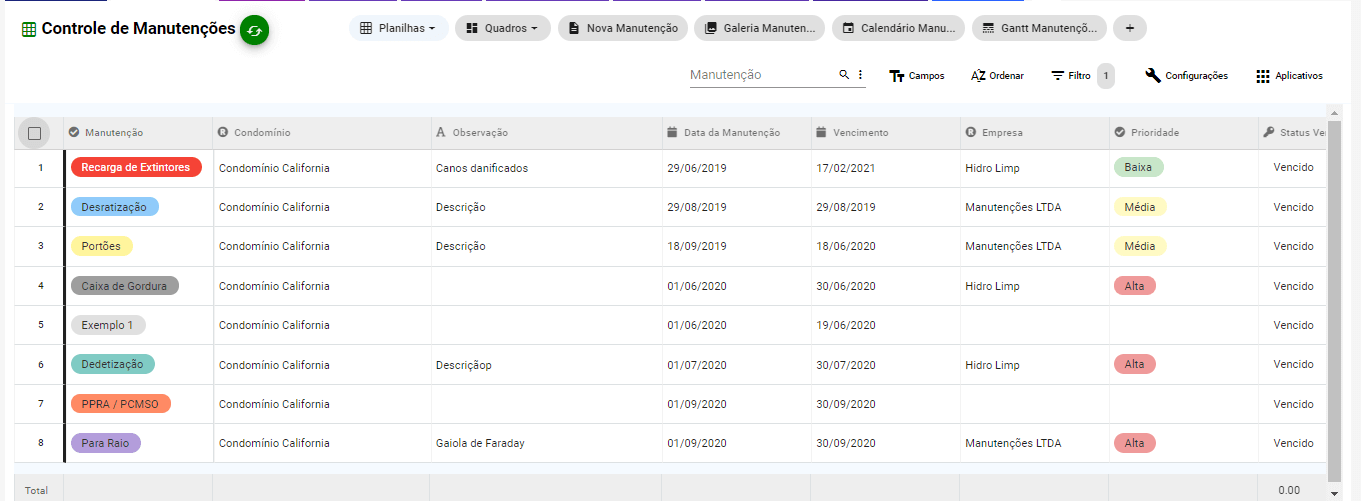 Controle de Manutenções
Planilhas Quadros Nova Manutenção Galeria Manuten... Calendário Manu... Gantt Manutençõ... +
Manutenção Campos AZ Ordenar Filtro 1 Configurações Aplicativos
Manutenção R Condomínio A Observação Data da Manutenção Vencimento R Empresa Prioridade Status Ve
1 Recarga de Extintores Condomínio California Canos danificados 29/06/2019 17/02/2021 Hidro Limp Baixa Vencido
2 Desratização Condomínio California Descrição 29/08/2019 29/08/2019 Manutenções LTDA Média Vencido
3 Portões Condomínio California Descrição 18/09/2019 18/06/2020 Manutenções LTDA Média Vencido
4 Caixa de Gordura Condomínio California 01/06/2020 30/06/2020 Hidro Limp Alta Vencido
5 Exemplo 1 Condomínio California 01/06/2020 19/06/2020 Vencido
6 Dedetização Condomínio California Descriçãop 01/07/2020 30/07/2020 Hidro Limp Alta Vencido
7 PPRA / PCMSO Condomínio California 01/09/2020 30/09/2020 Vencido
8 Para Raio Condomínio California Gaiola de Faraday 01/09/2020 30/09/2020 Manutenções LTDA Alta Vencido
Total 0.00